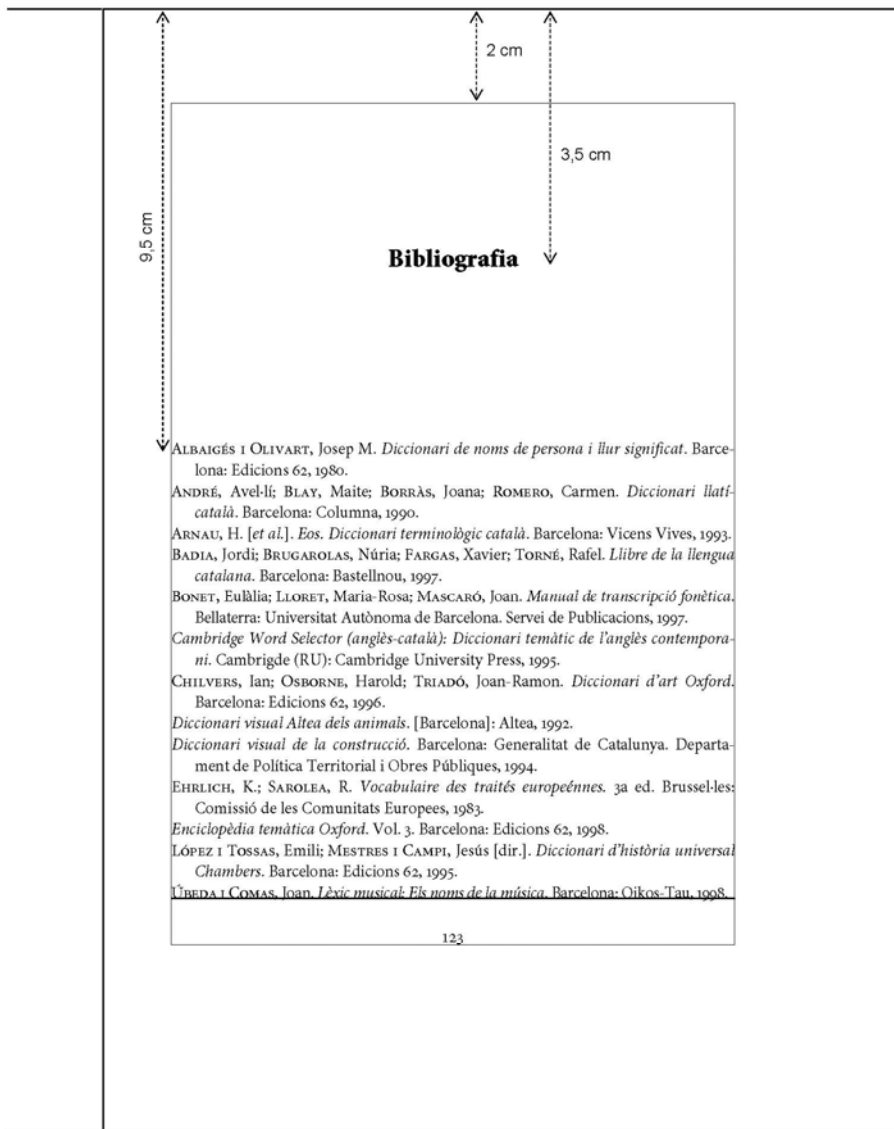 2 cm
3,5 cm
9,5 cm
Bibliografia
ALBAIGÉS I OLIVART, Josep M. Diccionari de noms de persona i llur significat. Barce-
lona: Edicions 62, 1980.
ANDRÉ, Avel·lí; BLAY, Maite; BORRÀS, Joana; ROMERO, Carmen. Diccionari llatí-
català. Barcelona: Columna, 1990.
ARNAU, H. [et al.]. Eos. Diccionari terminològic català. Barcelona: Vicens Vives, 1993.
BADIA, Jordi; BRUGAROLAS, Núria; FARGAS, Xavier; TORNÉ, Rafel. Llibre de la llengua
catalana. Barcelona: Bastellnou, 1997.
BONET, Eulàlia; LLORET, Maria-Rosa; MASCARÓ, Joan. Manual de transcripció fonètica.
Bellaterra: Universitat Autònoma de Barcelona. Servei de Publicacions, 1997.
Cambridge Word Selector (anglès-català): Diccionari temàtic de l'anglès contempora-
ni. Cambrigde (RU): Cambridge University Press, 1995.
CHILVERS, Ian; OSBORNE, Harold; TRIADÓ, Joan-Ramon. Diccionari d'art Oxford.
Barcelona: Edicions 62, 1996.
Diccionari visual Altea dels animals. [Barcelona]: Altea, 1992.
Diccionari visual de la construcció. Barcelona: Generalitat de Catalunya. Departa-
ment de Política Territorial i Obres Públiques, 1994.
EHRLICH, K.; SAROLEA, R. Vocabulaire des traités europeénnes. 3a ed. Brussel·les:
Comissió de les Comunitats Europees, 1983.
Enciclopèdia temàtica Oxford. Vol. 3. Barcelona: Edicions 62, 1998.
LÓPEZ I TOSSAS, Emili; MESTRES I CAMPI, Jesús [dir.]. Diccionari d'història universal
Chambers. Barcelona: Edicions 62, 1995.
ÚBEDA I COMAS, Joan. Lèxic musical: Els noms de la música. Barcelona: Oikos-Tau, 1998.
123